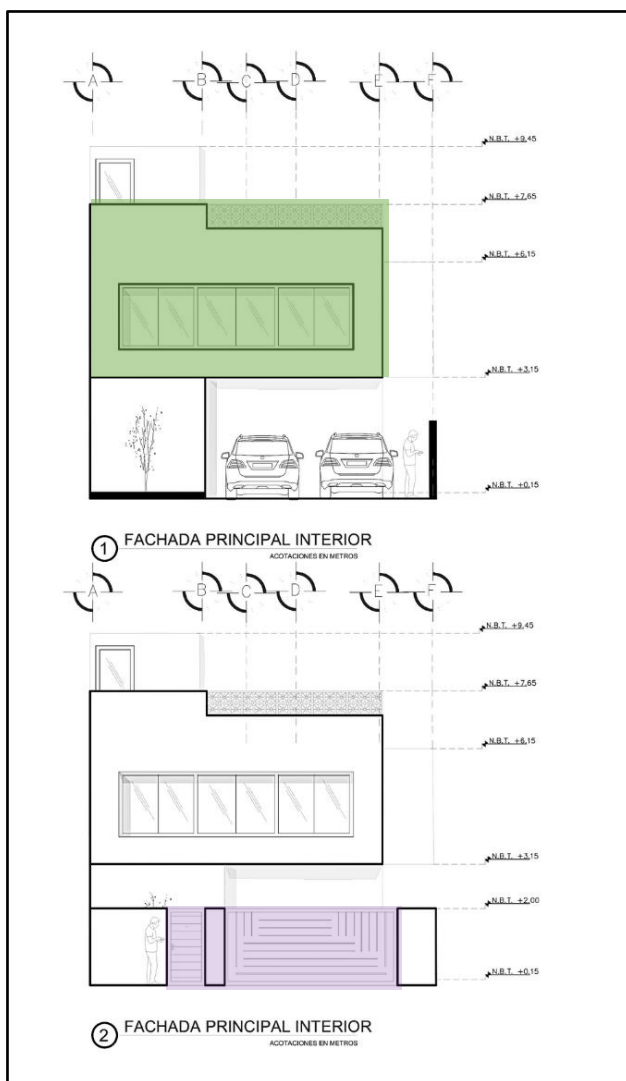 A B C D E F
N.B.T. +9,45
N.B.T. +7,65
N.B.T. +6,15
N.B.T. +3,15
N.B.T. +0,15
1 FACHADA PRINCIPAL INTERIOR
ACOTACIONES EN METROS
A B C D E F
N.B.T. +9,45
N.B.T. +7,65
N.B.T. +6,15
N.B.T. +3,15
N.B.T. +2,00
N.B.T. +0,15
2 FACHADA PRINCIPAL INTERIOR
ACOTACIONES EN METROS